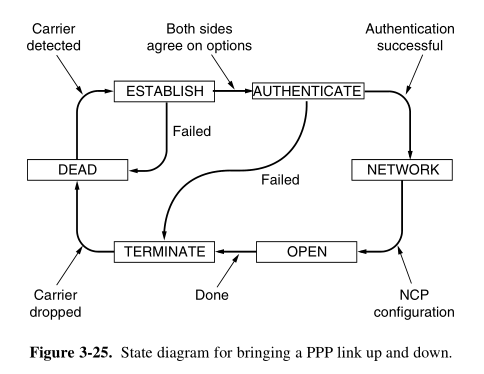 Carrier
detected
Both sides
agree on options
Authentication
successful
ESTABLISH
AUTHENTICATE
Failed
DEAD
NETWORK
Failed
TERMINATE
OPEN
Carrier
dropped
Done
NCP
configuration
Figure 3-25. State diagram for bringing a PPP link up and down.